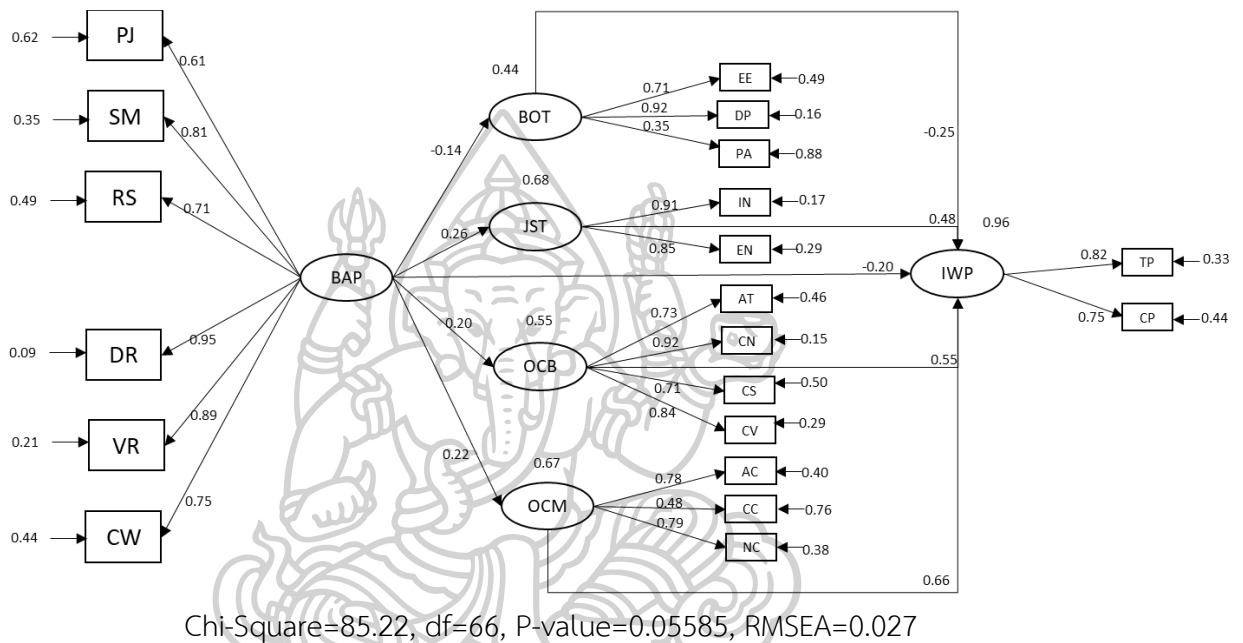 0.62
PJ
0.61
0.35
SM
0.81
0.49
RS
0.71
0.09
DR
0.95
0.21
VR
0.89
0.44
CW
0.75
BAP
-0.14
0.26
-0.20
0.20
0.22
0.44
BOT
0.71
EE
0.49
0.92
DP
0.16
0.35
PA
0.88
-0.25
0.68
JST
0.91
IN
0.17
0.85
EN
0.29
0.48
0.55
OCB
0.73
AT
0.46
0.92
CN
0.15
0.71
CS
0.50
0.84
CV
0.29
0.55
0.67
OCM
0.78
AC
0.40
0.48
CC
0.76
0.79
NC
0.38
0.66
0.96
IWP
0.82
TP
0.33
0.75
CP
0.44
Chi-Square=85.22, df=66, P-value=0.05585, RMSEA=0.027